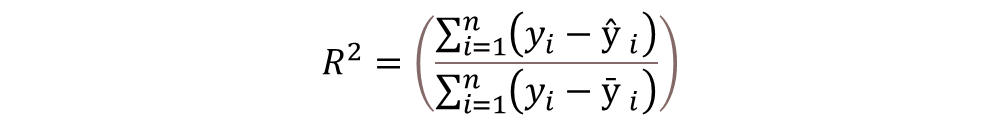 R² = (∑ⁿᵢ₌₁(yᵢ − ŷ ᵢ) / ∑ⁿᵢ₌₁(yᵢ − ȳ ᵢ))